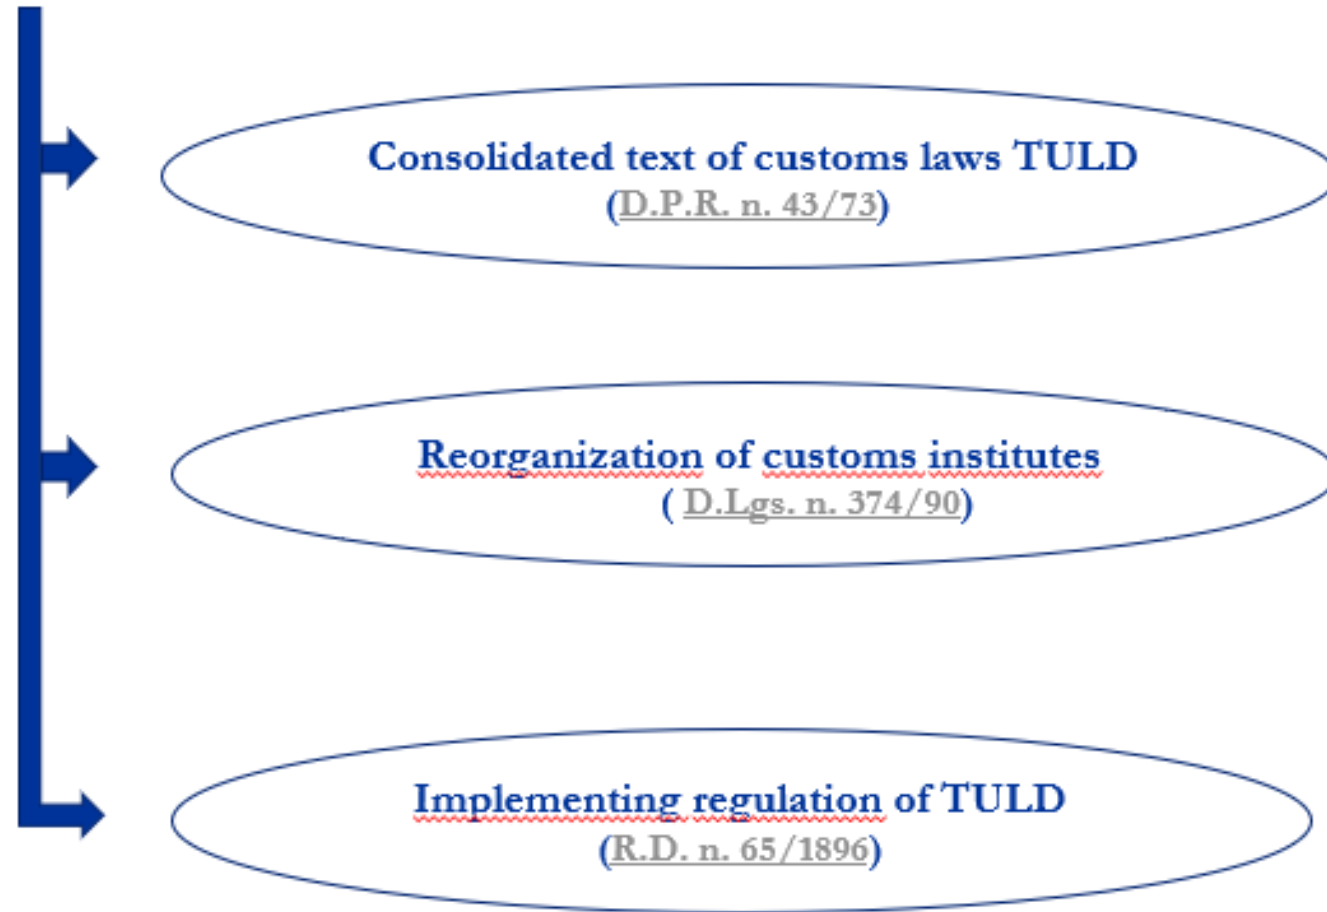 Consolidated text of customs laws TULD
(D.P.R. n. 43/73)
Reorganization of customs institutes
( D.Lgs. n. 374/90)
Implementing regulation of TULD
(R.D. n. 65/1896)